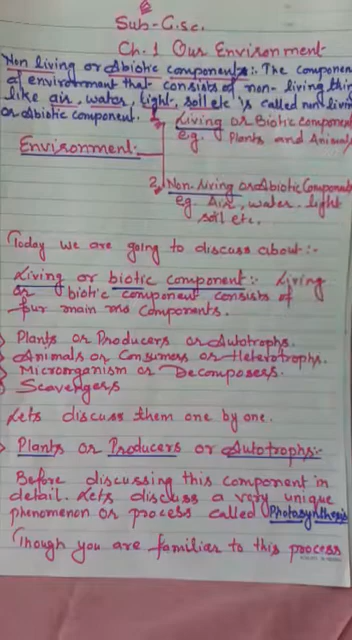 Sub-G.sc.
Ch.1 Our Environment
Non living or Abiotic components:- The componen
of environment that consists of non-living thin
like air, water, light, soil etc is called non livin
or Abiotic component.
1. Living or Biotic component
eg. Plants and Animals
Environment
2. Non-living or Abiotic Component
eg. Air, water, light
soil etc.
Today we are going to discuss about:-
Living or biotic component:- Living
or biotic component consists of
four main components.
Plants or Producers or Autotrophs.
Animals or Consumers or Heterotrophs.
Microrganism or Decomposers.
Scavengers
Lets discuss them one by one.
Plants or Producers or Autotrophs:-
Before discussing this component in
detail. Lets discuss a very unique
phenomenon or process called Photosynthesis
Though you are familiar to this process